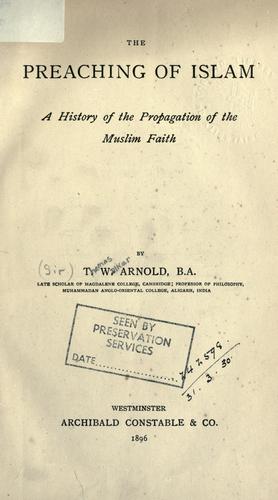 THE
PREACHING OF ISLAM
A History of the Propagation of the
Muslim Faith
BY
(Sir) Thomas Walker
T. W. ARNOLD, B.A.
LATE SCHOLAR OF MAGDALENE COLLEGE, CAMBRIDGE; PROFESSOR OF PHILOSOPHY,
MUHAMMADAN ANGLO-ORIENTAL COLLEGE, ALIGARH, INDIA
SEEN BY
PRESERVATION
SERVICES
DATE
242599
31.3.30.
WESTMINSTER
ARCHIBALD CONSTABLE & CO.
1896